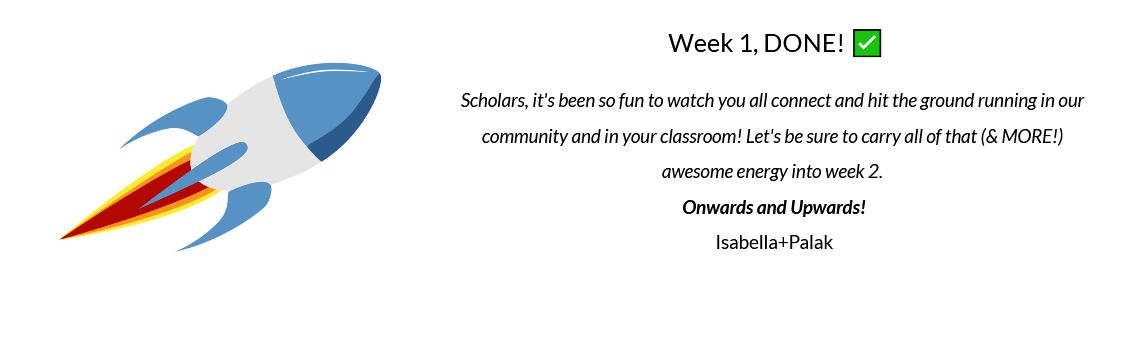 Week 1, DONE! ✅
Scholars, it's been so fun to watch you all connect and hit the ground running in our
community and in your classroom! Let's be sure to carry all of that (& MORE!)
awesome energy into week 2.
Onwards and Upwards!
Isabella+Palak